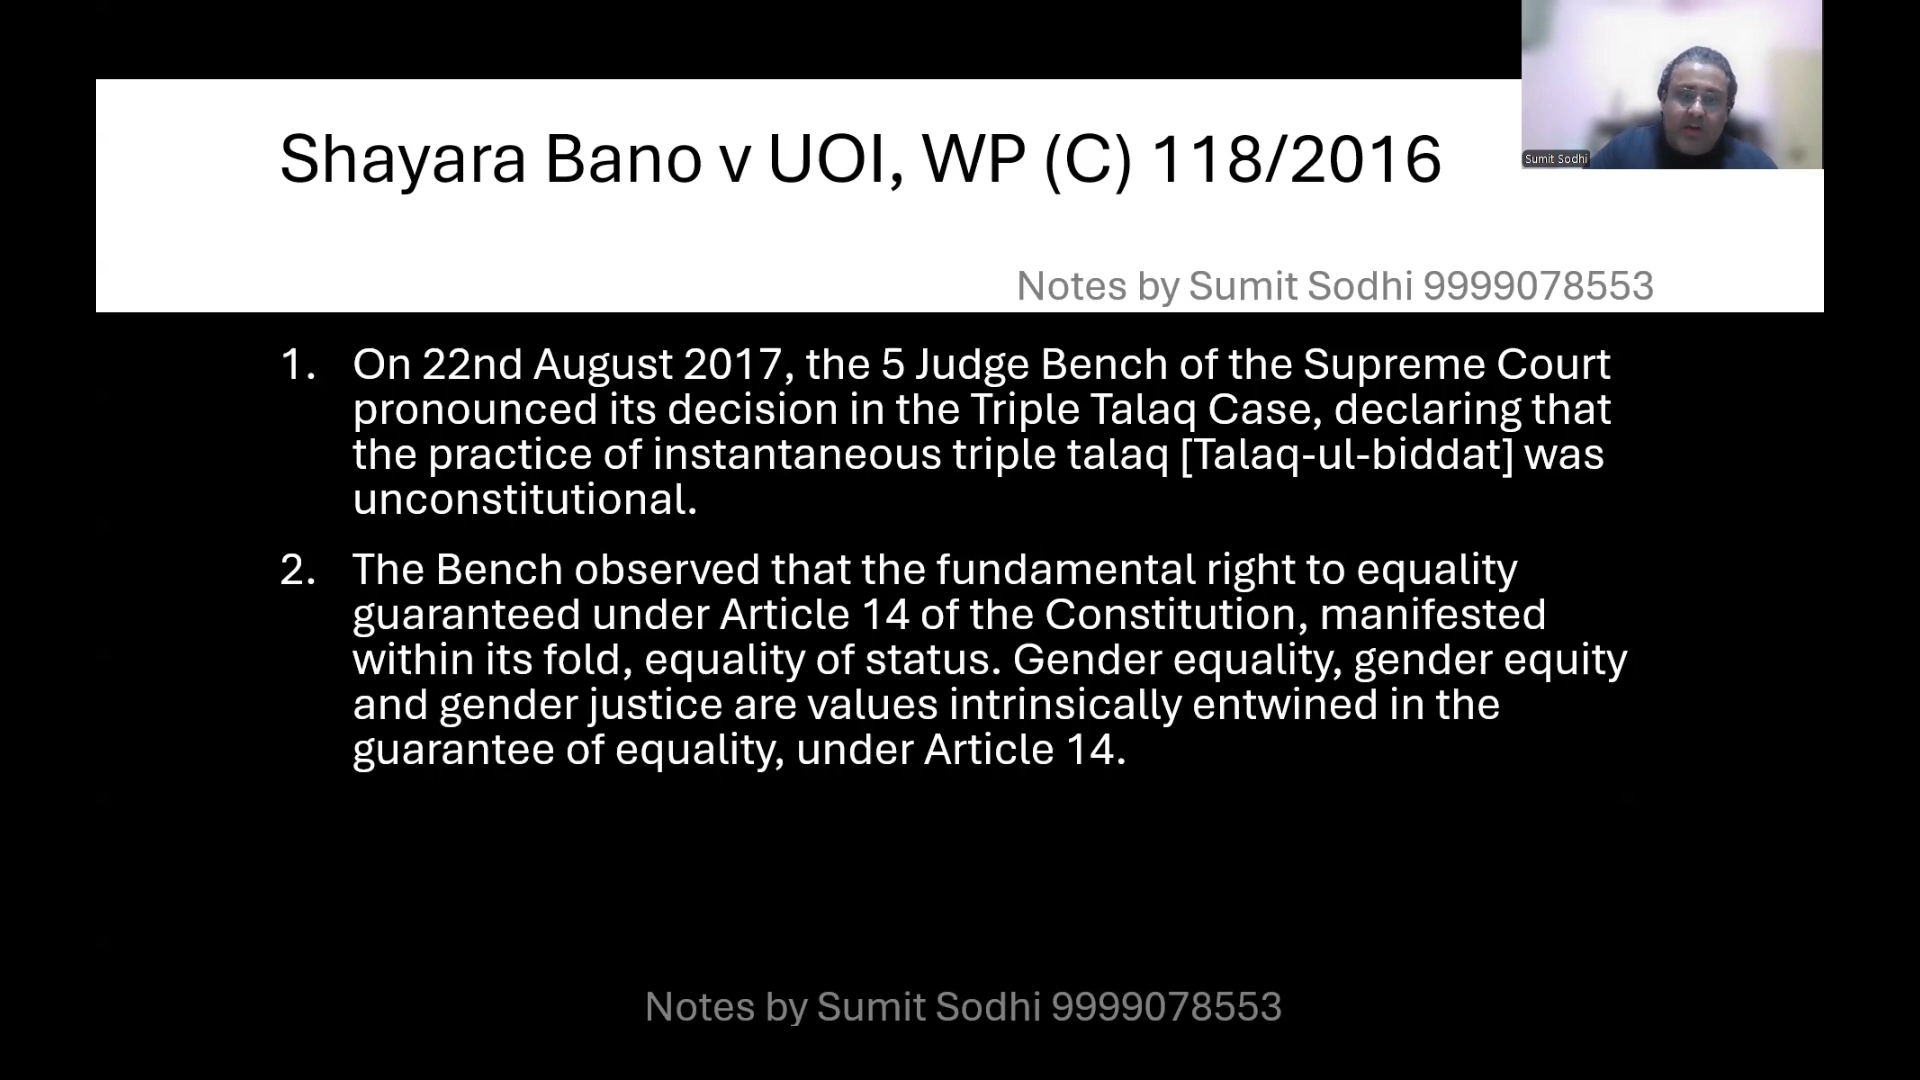 Shayara Bano v UOI, WP (C) 118/2016
Sumit Sodhi
Notes by Sumit Sodhi 9999078553
1. On 22nd August 2017, the 5 Judge Bench of the Supreme Court
pronounced its decision in the Triple Talaq Case, declaring that
the practice of instantaneous triple talaq [Talaq-ul-biddat] was
unconstitutional.
2. The Bench observed that the fundamental right to equality
guaranteed under Article 14 of the Constitution, manifested
within its fold, equality of status. Gender equality, gender equity
and gender justice are values intrinsically entwined in the
guarantee of equality, under Article 14.
Notes by Sumit Sodhi 9999078553